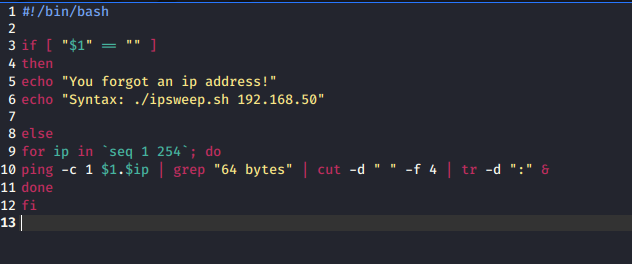 1 #!/bin/bash
2
3 if [ "$1" == "" ]
4 then
5 echo "You forgot an ip address!"
6 echo "Syntax: ./ipsweep.sh 192.168.50"
7
8 else
9 for ip in `seq 1 254`; do
10 ping -c 1 $1.$ip | grep "64 bytes" | cut -d " " -f 4 | tr -d ":" &
11 done
12 fi
13